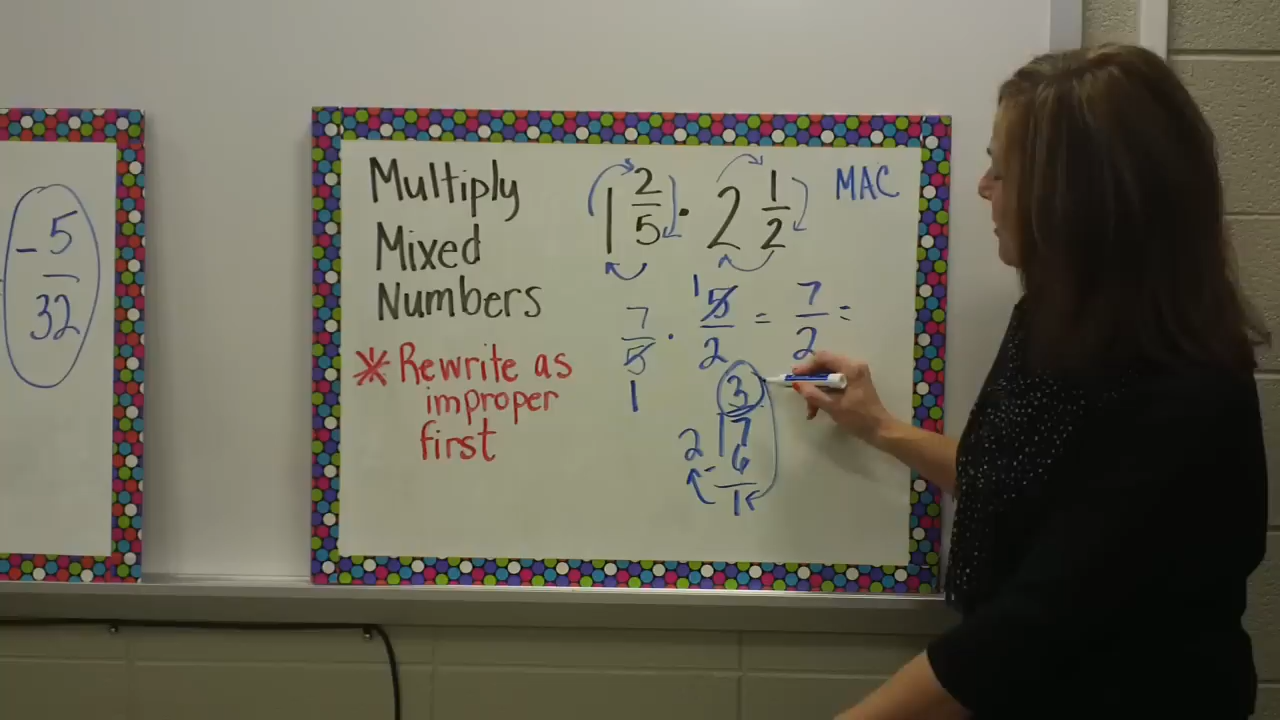 -5
32
Multiply
Mixed
Numbers
* Rewrite as
improper
first
1 2/5 · 2 1/2
MAC
7/5 · 5/2 = 7/2 =
1
1
3
2 7
- 6
1